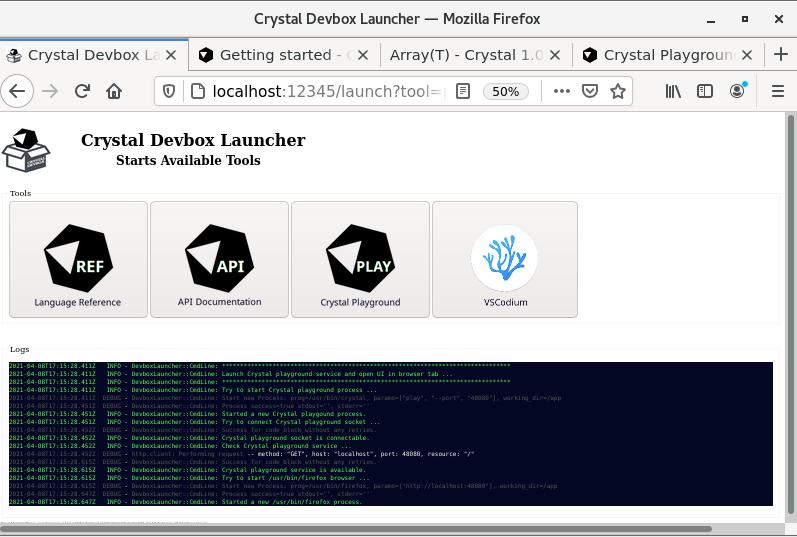 Crystal Devbox Launcher — Mozilla Firefox
Crystal Devbox La
Getting started - C
Array(T) - Crystal 1.0
Crystal Playground
localhost:12345/launch?tool=
50%
Crystal Devbox Launcher
Starts Available Tools
Tools
REF
API
PLAY
Language Reference
API Documentation
Crystal Playground
VSCodium
Logs
2021-04-08T17:15:28.411Z INFO - DevboxLauncher::CmdLine: ******************************************************************************
2021-04-08T17:15:28.411Z INFO - DevboxLauncher::CmdLine: Launch Crystal playground service and open UI in browser tab ...
2021-04-08T17:15:28.411Z INFO - DevboxLauncher::CmdLine: ******************************************************************************
2021-04-08T17:15:28.411Z INFO - DevboxLauncher::CmdLine: Try to start Crystal playground process ...
2021-04-08T17:15:28.411Z DEBUG - DevboxLauncher::CmdLine: Start new Process: prog=/usr/bin/crystal, params=["play", "--port", "48080"], working_dir=/app
2021-04-08T17:15:28.451Z DEBUG - DevboxLauncher::CmdLine: Process success=true stdout='', stderr=''
2021-04-08T17:15:28.451Z INFO - DevboxLauncher::CmdLine: Started a new Crystal playground process.
2021-04-08T17:15:28.451Z INFO - DevboxLauncher::CmdLine: Try to connect Crystal playground socket ...
2021-04-08T17:15:28.452Z DEBUG - DevboxLauncher::CmdLine: Success for code block without any retries.
2021-04-08T17:15:28.452Z INFO - DevboxLauncher::CmdLine: Crystal playground socket is connectable.
2021-04-08T17:15:28.452Z INFO - DevboxLauncher::CmdLine: Check Crystal playground service ...
2021-04-08T17:15:28.452Z DEBUG - http.client: Performing request -- method: "GET", host: "localhost", port: 48080, resource: "/"
2021-04-08T17:15:28.615Z DEBUG - DevboxLauncher::CmdLine: Success for code block without any retries.
2021-04-08T17:15:28.615Z INFO - DevboxLauncher::CmdLine: Crystal playground service is available.
2021-04-08T17:15:28.615Z INFO - DevboxLauncher::CmdLine: Try to start /usr/bin/firefox browser ...
2021-04-08T17:15:28.615Z DEBUG - DevboxLauncher::CmdLine: Start new Process: prog=/usr/bin/firefox, params=["http://localhost:48080"], working_dir=/app
2021-04-08T17:15:28.647Z DEBUG - DevboxLauncher::CmdLine: Process success=true stdout='', stderr=''
2021-04-08T17:15:28.647Z INFO - DevboxLauncher::CmdLine: Started a new /usr/bin/firefox process.